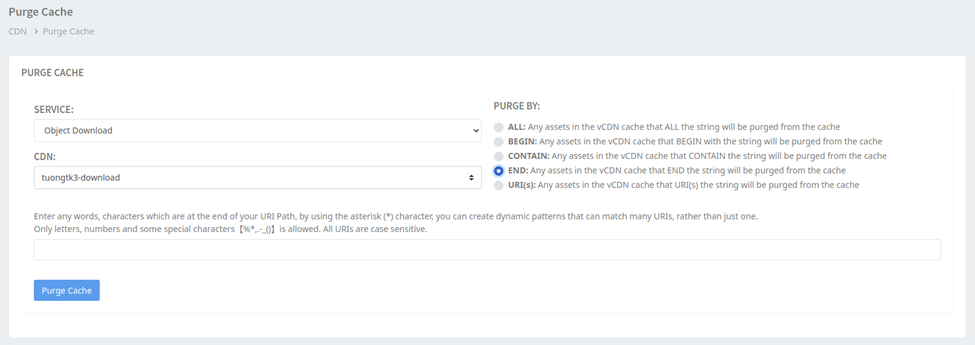 Purge Cache
CDN > Purge Cache
PURGE CACHE
SERVICE:
Object Download
CDN:
tuongtk3-download
PURGE BY:
ALL: Any assets in the vCDN cache that ALL the string will be purged from the cache
BEGIN: Any assets in the vCDN cache that BEGIN with the string will be purged from the cache
CONTAIN: Any assets in the vCDN cache that CONTAIN the string will be purged from the cache
END: Any assets in the vCDN cache that END the string will be purged from the cache
URI(s): Any assets in the vCDN cache that URI(s) the string will be purged from the cache
Enter any words, characters which are at the end of your URI Path, by using the asterisk (*) character, you can create dynamic patterns that can match many URIs, rather than just one.
Only letters, numbers and some special characters【%*,.-_()】is allowed. All URIs are case sensitive.
Purge Cache